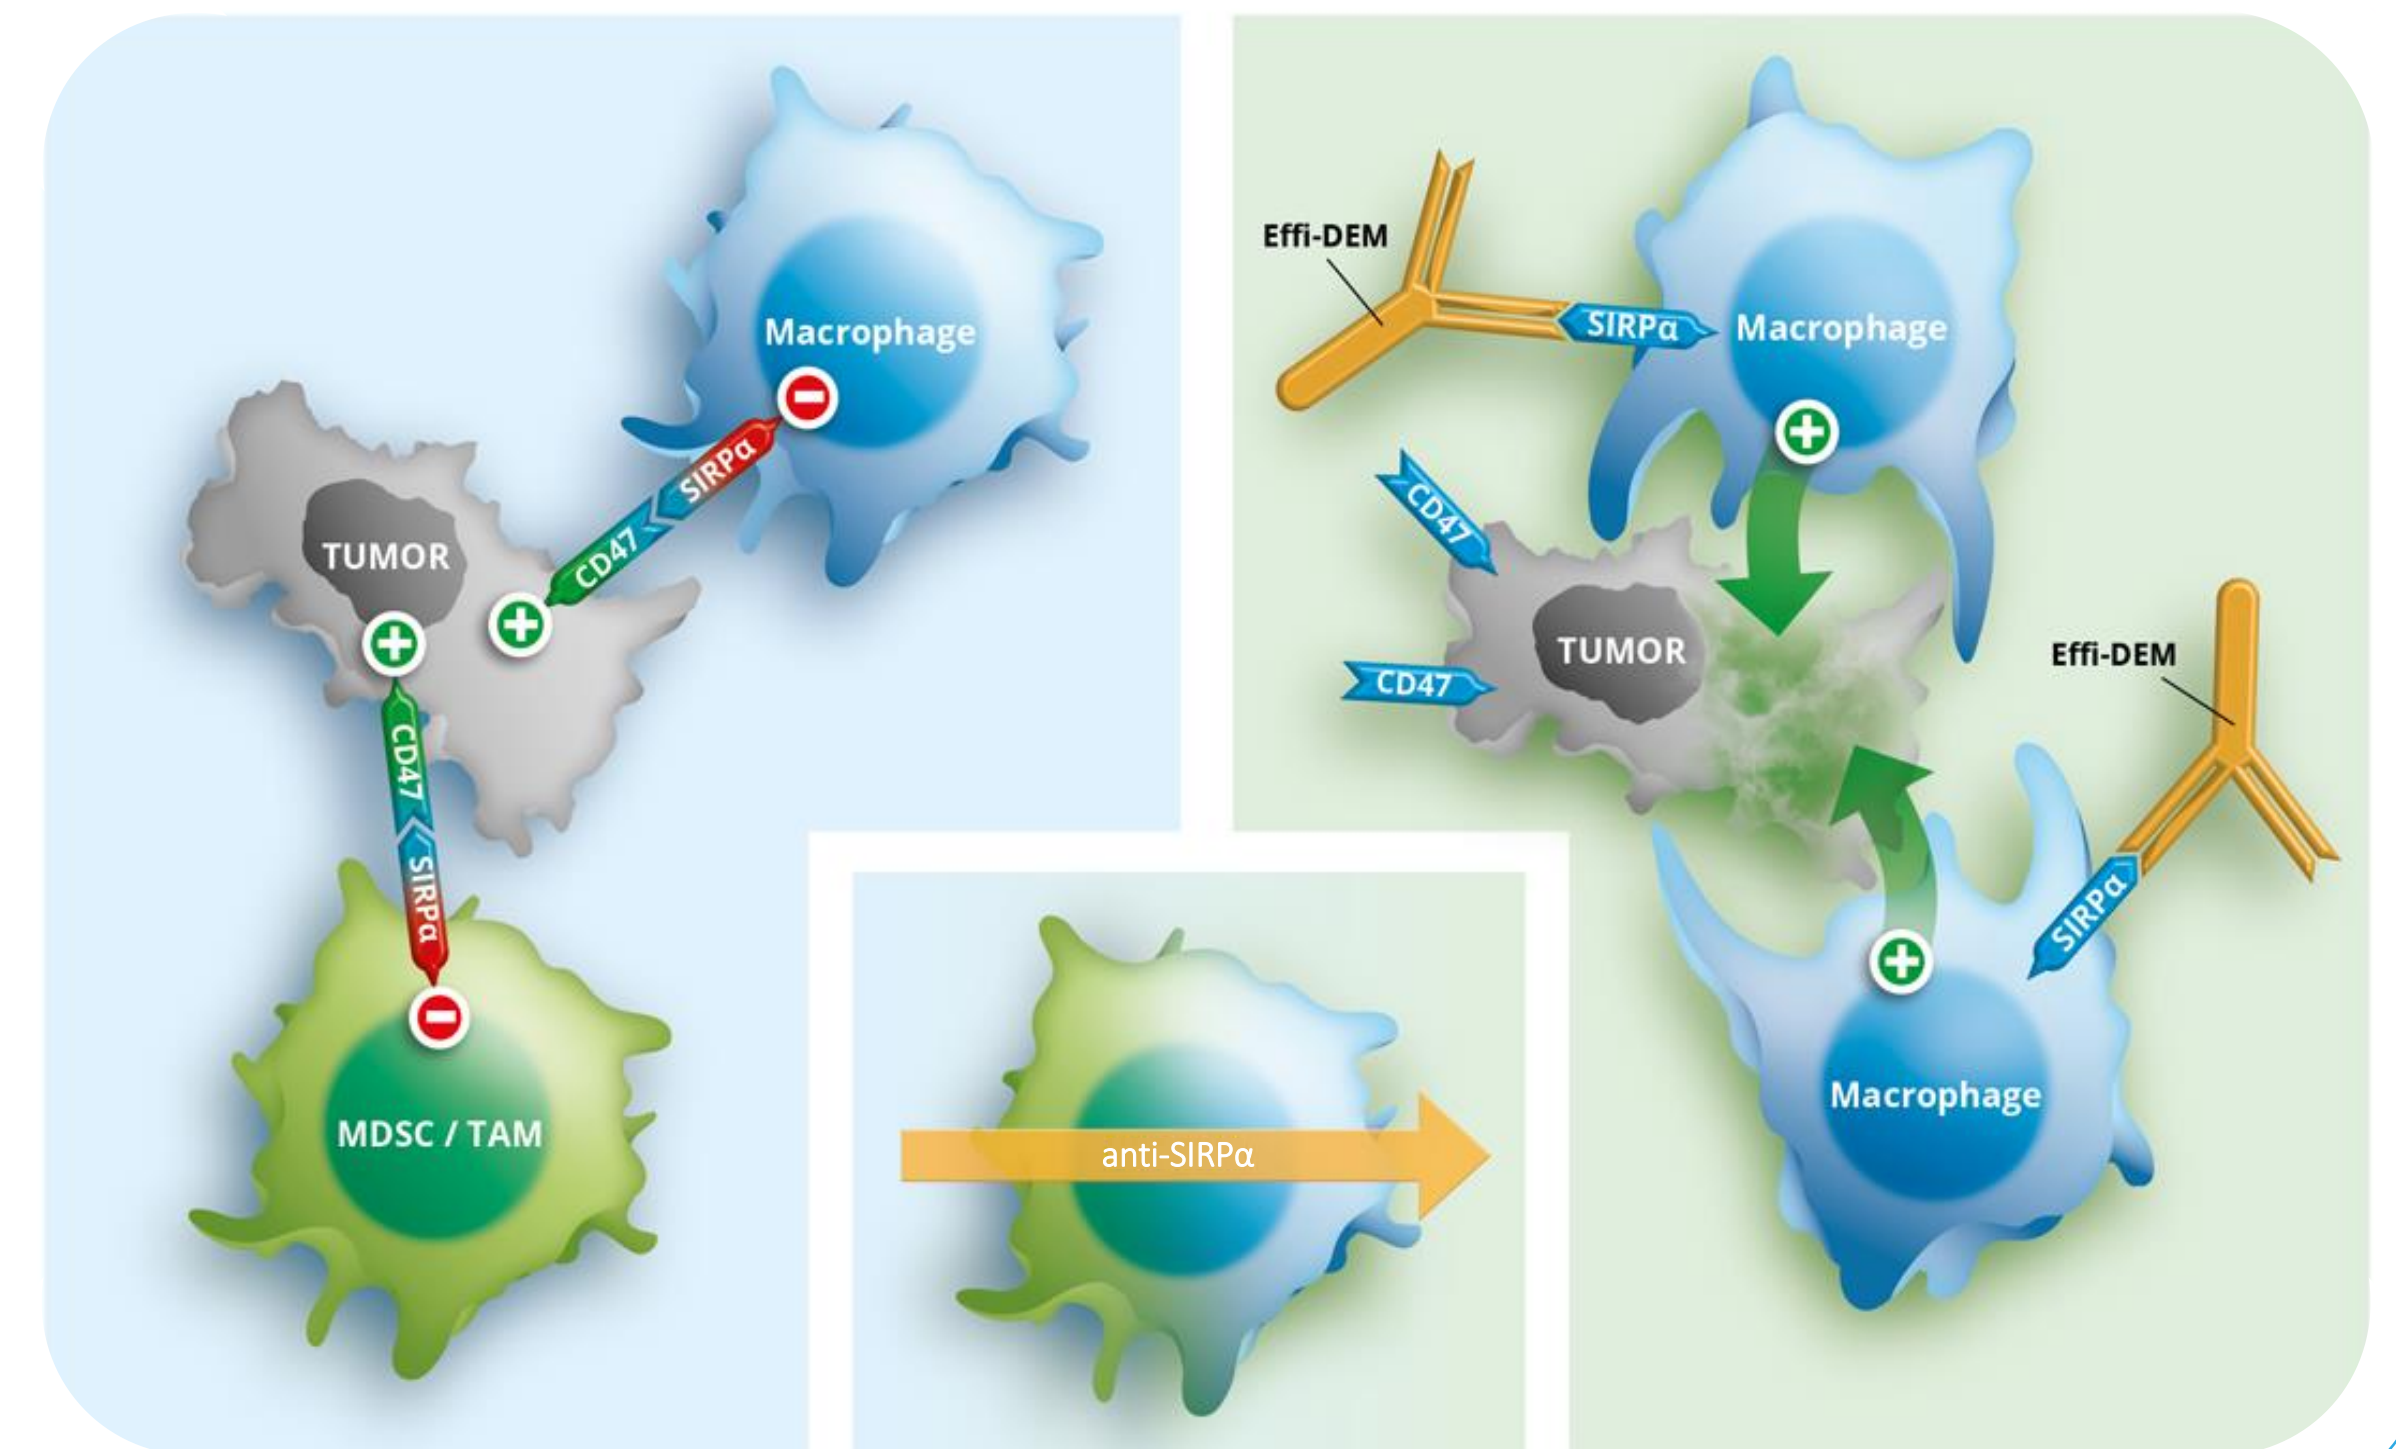 Macrophage
SIRPα
CD47
TUMOR
CD47
SIRPα
MDSC / TAM
anti-SIRPα
Effi-DEM
SIRPα
Macrophage
CD47
TUMOR
CD47
Effi-DEM
SIRPα
Macrophage